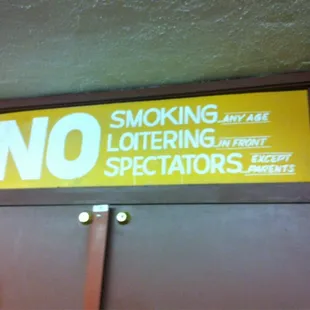 NO SMOKING ANY AGE
LOITERING IN FRONT
SPECTATORS EXCEPT PARENTS